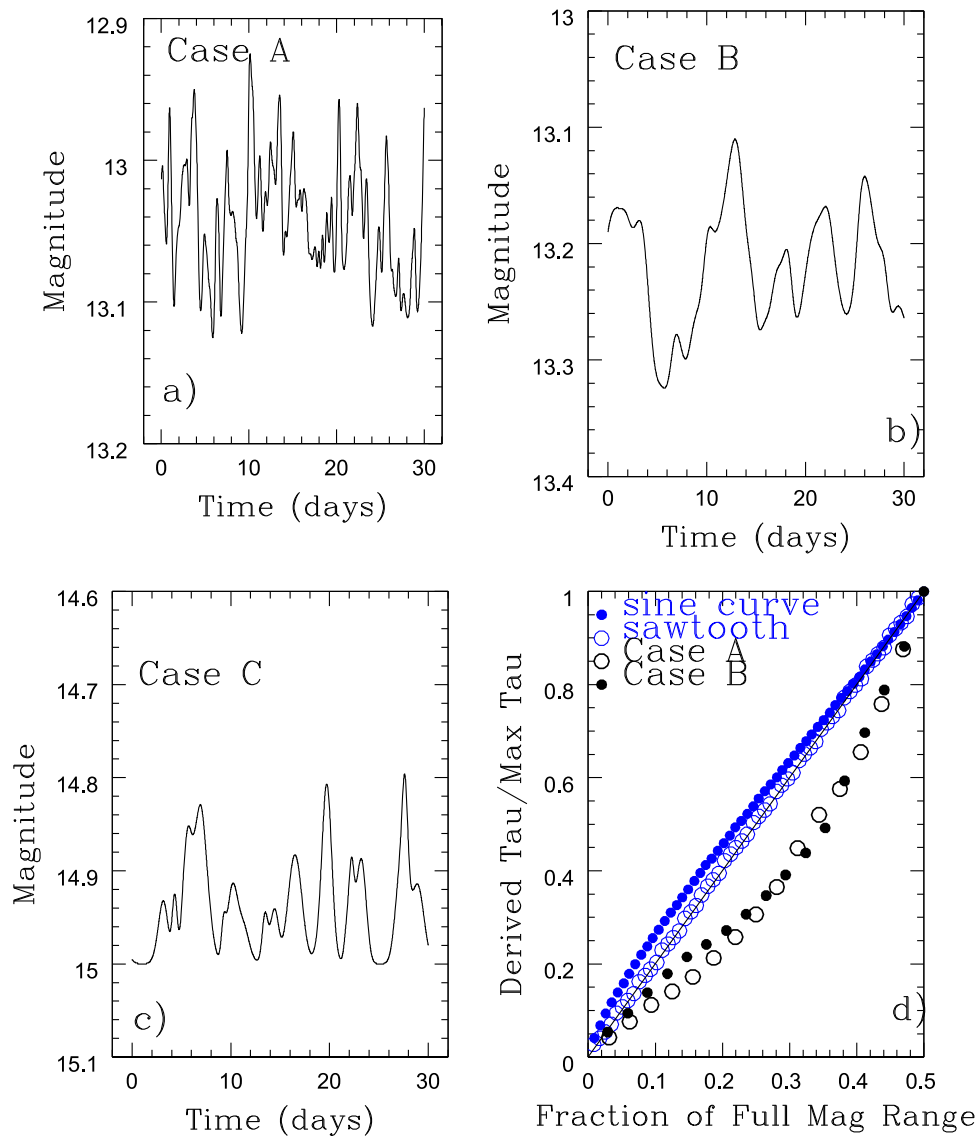 12.9
13
13.1
13.2
Magnitude
Case A
a)
0
10
20
30
Time (days)
13
13.1
13.2
13.3
13.4
Magnitude
Case B
b)
0
10
20
30
Time (days)
14.6
14.7
14.8
14.9
15
15.1
Magnitude
Case C
c)
0
10
20
30
Time (days)
1
0.8
0.6
0.4
0.2
0
Derived Tau/Max Tau
sine curve
sawtooth
Case A
Case B
d)
0
0.1
0.2
0.3
0.4
0.5
Fraction of Full Mag Range